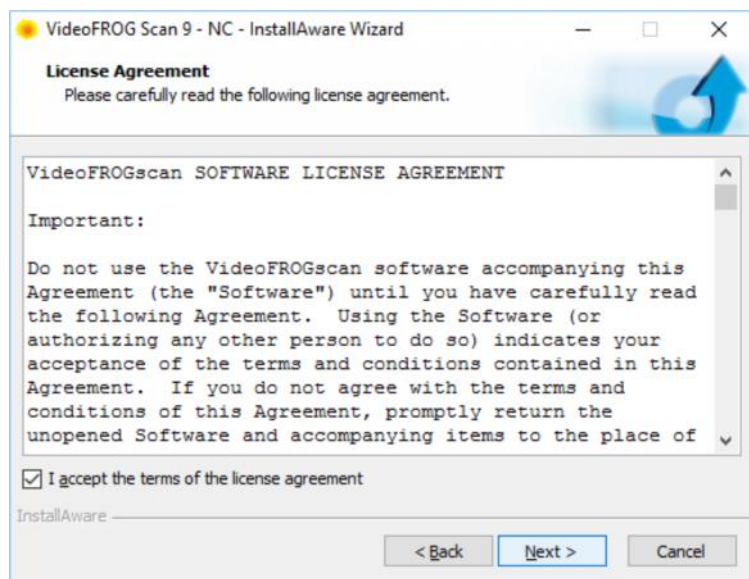 VideoFROG Scan 9 - NC - InstallAware Wizard
License Agreement
Please carefully read the following license agreement.
VideoFROGscan SOFTWARE LICENSE AGREEMENT
Important:
Do not use the VideoFROGscan software accompanying this
Agreement (the "Software") until you have carefully read
the following Agreement.  Using the Software (or
authorizing any other person to do so) indicates your
acceptance of the terms and conditions contained in this
Agreement.  If you do not agree with the terms and
conditions of this Agreement, promptly return the
unopened Software and accompanying items to the place of
I accept the terms of the license agreement
InstallAware
< Back Next > Cancel